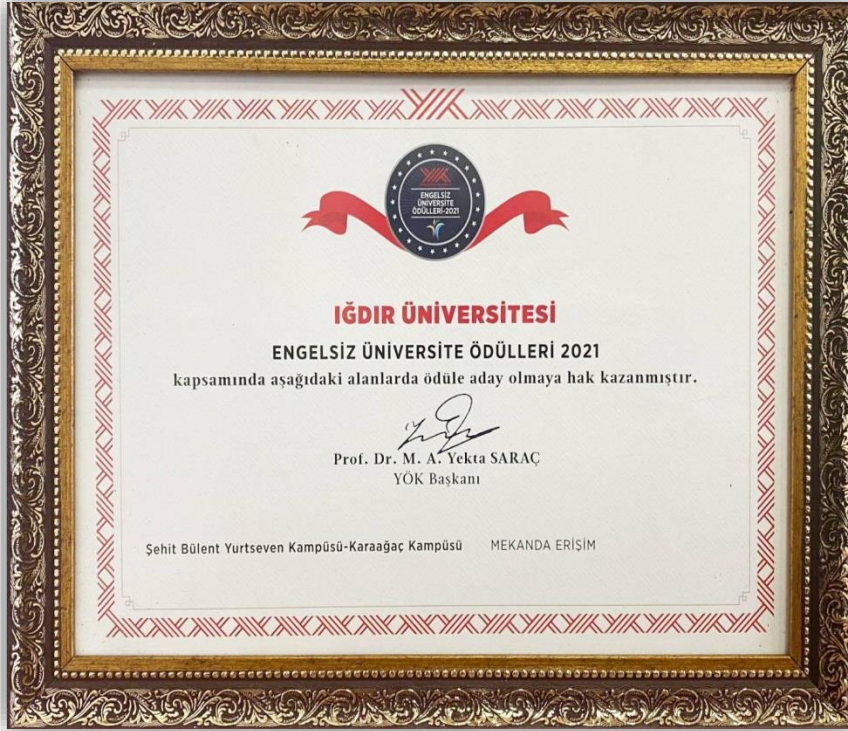 ENGELSİZ
ÜNİVERSİTE
ÖDÜLLERİ-2021
IĞDIR ÜNİVERSİTESİ
ENGELSİZ ÜNİVERSİTE ÖDÜLLERİ 2021
kapsamında aşağıdaki alanlarda ödüle aday olmaya hak kazanmıştır.
Prof. Dr. M. A. Yekta SARAÇ
YÖK Başkanı
Şehit Bülent Yurtseven Kampüsü-Karaağaç Kampüsü MEKANDA ERİŞİM